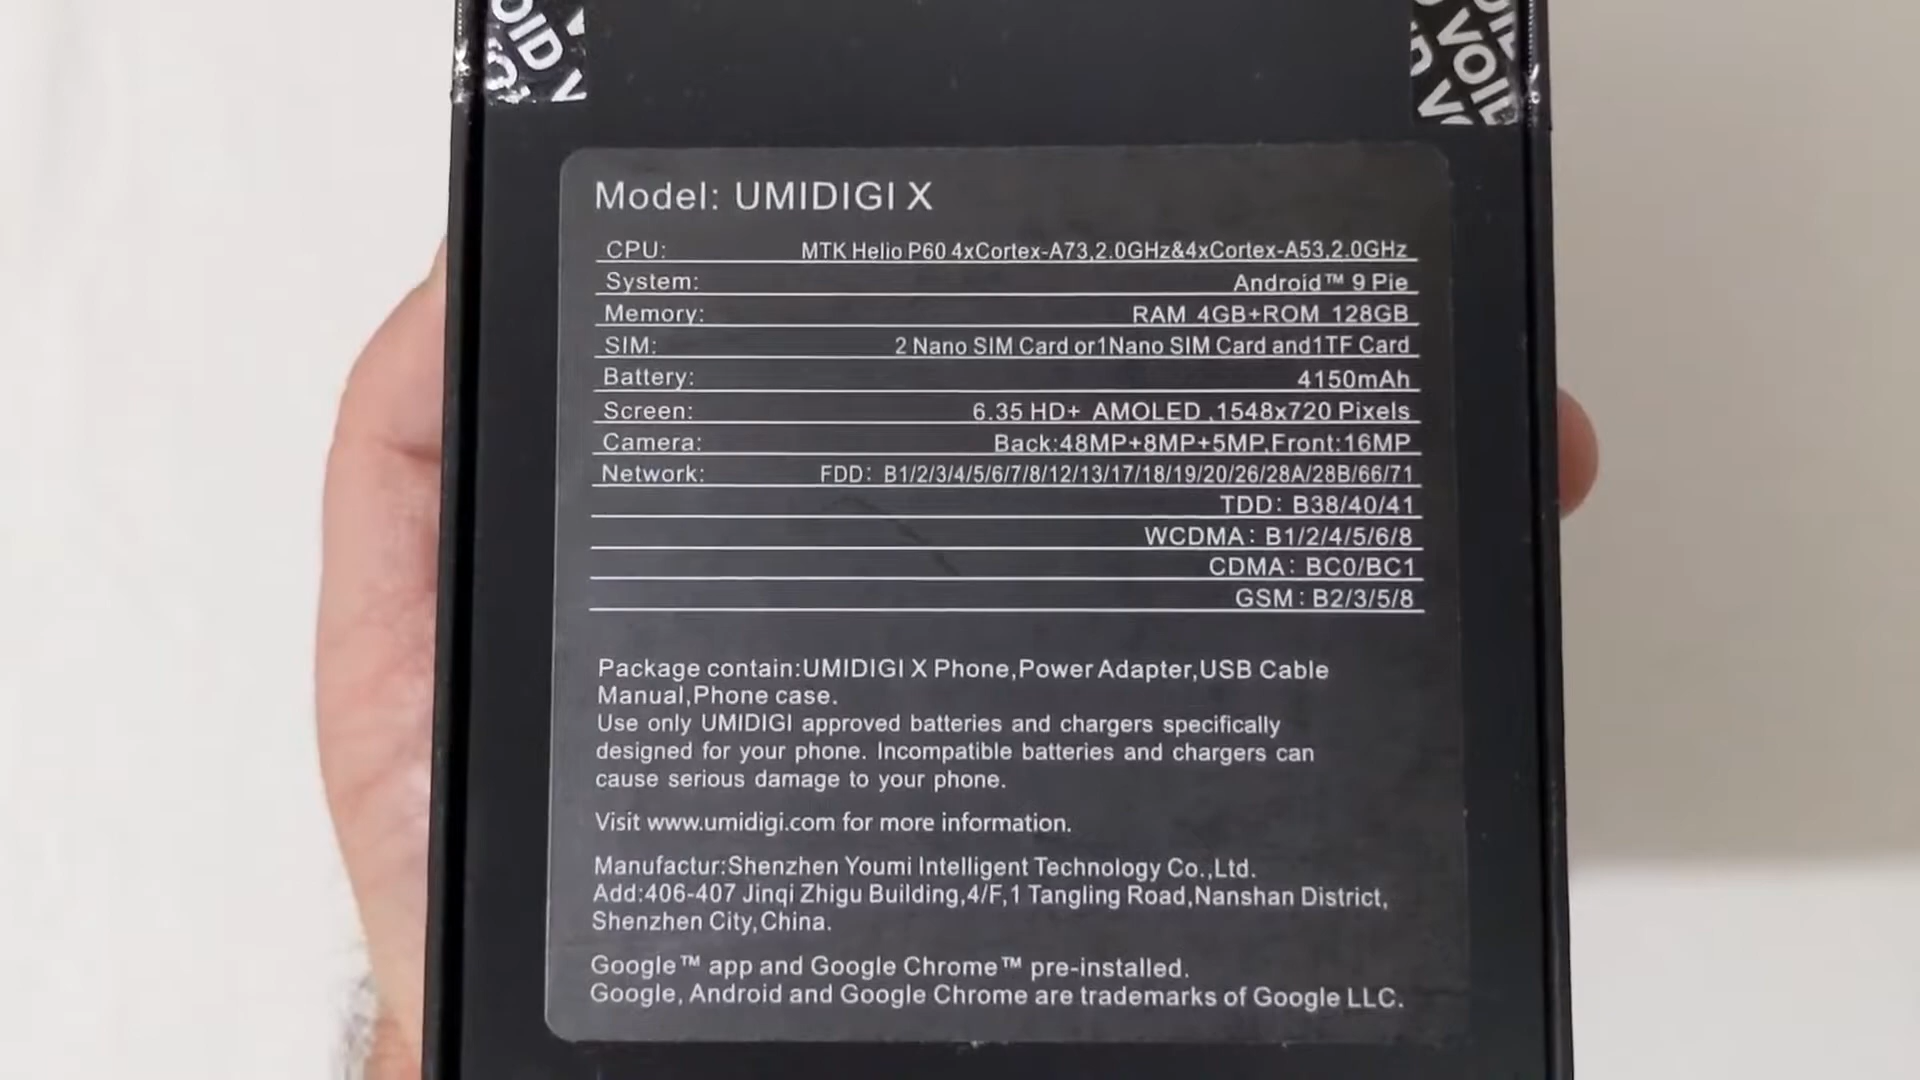 OID
VOID
Model: UMIDIGI X
CPU: MTK Helio P60 4xCortex-A73,2.0GHz&4xCortex-A53,2.0GHz
System: Android™ 9 Pie
Memory: RAM 4GB+ROM 128GB
SIM: 2 Nano SIM Card or1Nano SIM Card and1TF Card
Battery: 4150mAh
Screen: 6.35 HD+ AMOLED ,1548x720 Pixels
Camera: Back:48MP+8MP+5MP,Front:16MP
Network: FDD: B1/2/3/4/5/6/7/8/12/13/17/18/19/20/26/28A/28B/66/71
TDD: B38/40/41
WCDMA: B1/2/4/5/6/8
CDMA: BC0/BC1
GSM: B2/3/5/8
Package contain:UMIDIGI X Phone,Power Adapter,USB Cable
Manual,Phone case.
Use only UMIDIGI approved batteries and chargers specifically
designed for your phone. Incompatible batteries and chargers can
cause serious damage to your phone.
Visit www.umidigi.com for more information.
Manufactur:Shenzhen Youmi Intelligent Technology Co.,Ltd.
Add:406-407 Jinqi Zhigu Building,4/F,1 Tangling Road,Nanshan District,
Shenzhen City,China.
Google™ app and Google Chrome™ pre-installed.
Google, Android and Google Chrome are trademarks of Google LLC.